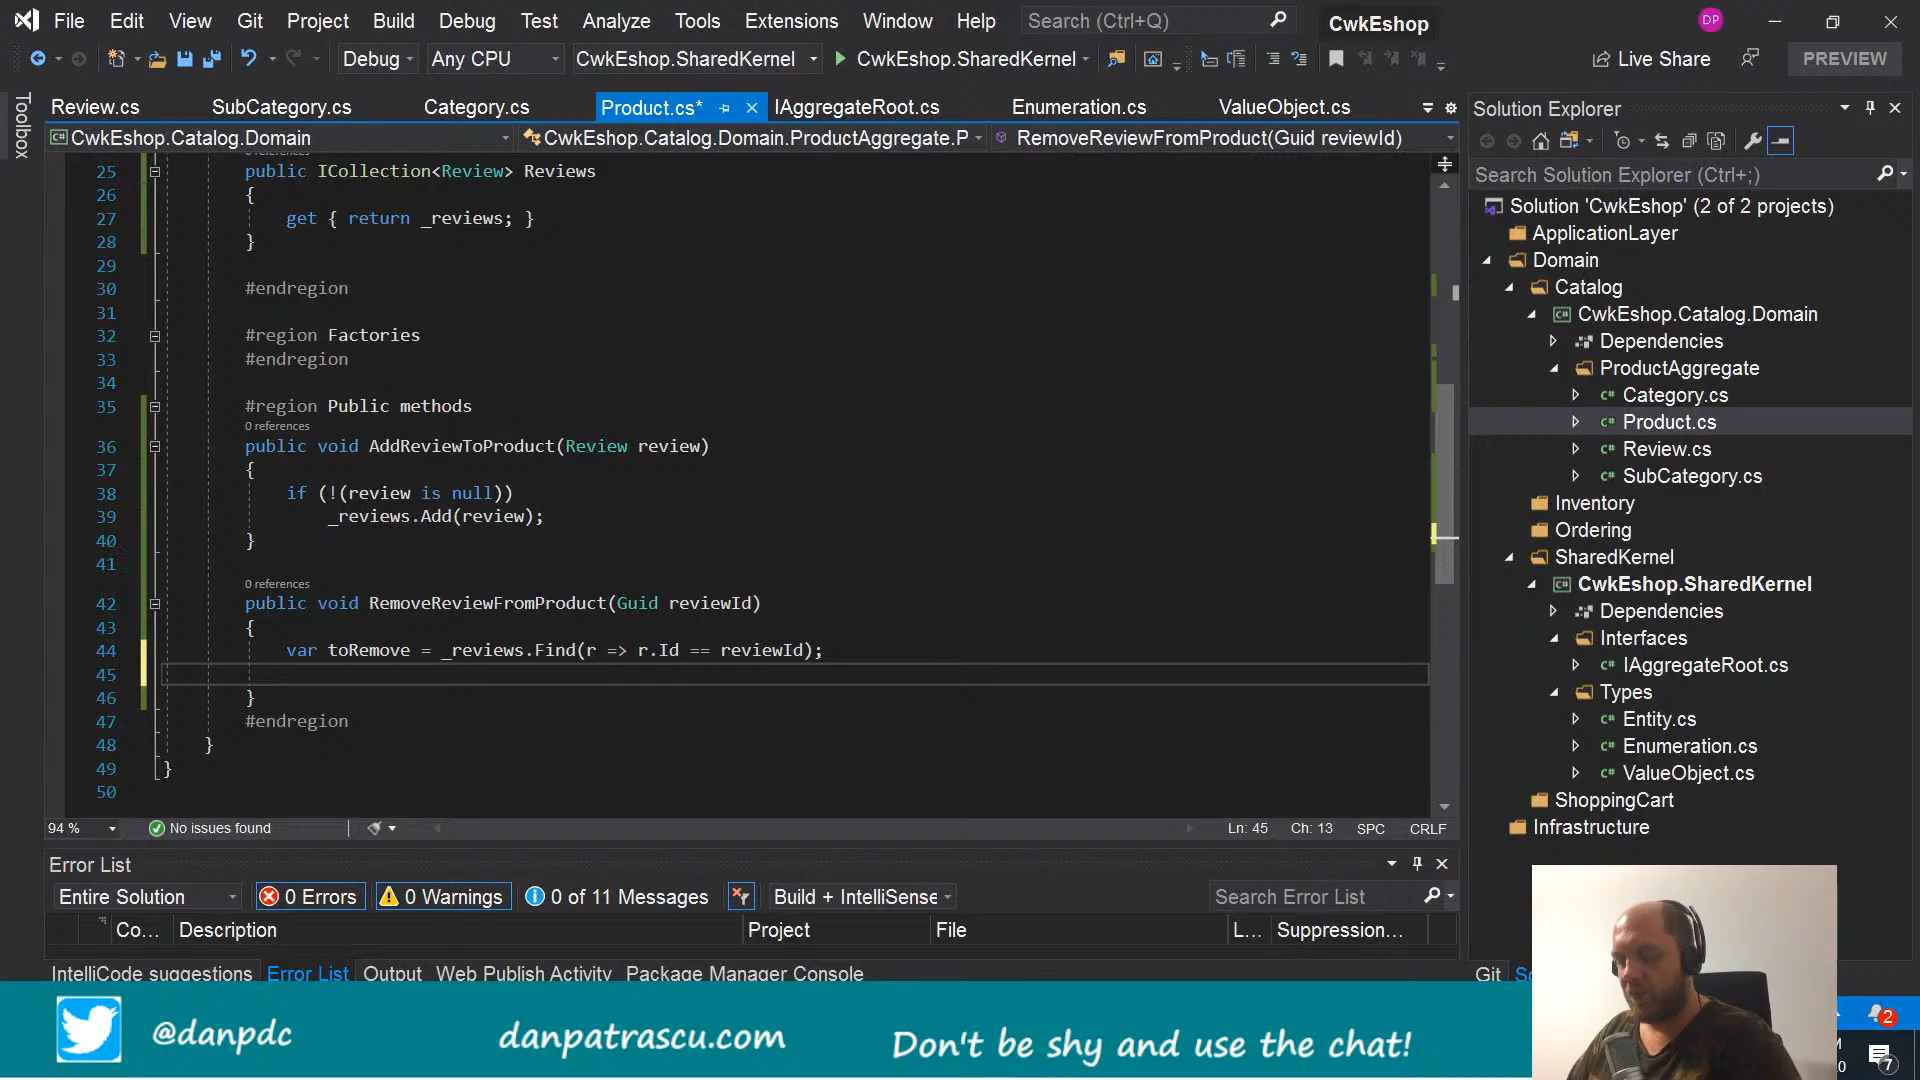 File Edit View Git Project Build Debug Test Analyze Tools Extensions Window Help Search (Ctrl+Q) CwkEshop DP
Debug Any CPU CwkEshop.SharedKernel CwkEshop.SharedKernel Live Share PREVIEW
Toolbox
Review.cs SubCategory.cs Category.cs Product.cs* IAggregateRoot.cs Enumeration.cs ValueObject.cs
CwkEshop.Catalog.Domain CwkEshop.Catalog.Domain.ProductAggregate.P RemoveReviewFromProduct(Guid reviewId)
25 public ICollection<Review> Reviews
26 {
27 get { return _reviews; }
28 }
29
30 #endregion
31
32 #region Factories
33 #endregion
34
35 #region Public methods
0 references
36 public void AddReviewToProduct(Review review)
37 {
38 if (!(review is null))
39 _reviews.Add(review);
40 }
41
0 references
42 public void RemoveReviewFromProduct(Guid reviewId)
43 {
44 var toRemove = _reviews.Find(r => r.Id == reviewId);
45
46 }
47 #endregion
48 }
49 }
50
94 % No issues found Ln: 45 Ch: 13 SPC CRLF
Error List
Entire Solution 0 Errors 0 Warnings 0 of 11 Messages Build + IntelliSense Search Error List
Co... Description Project File L... Suppression...
IntelliCode suggestions Error List Output Web Publish Activity Package Manager Console
Solution Explorer
Search Solution Explorer (Ctrl+;)
Solution 'CwkEshop' (2 of 2 projects)
ApplicationLayer
Domain
Catalog
CwkEshop.Catalog.Domain
Dependencies
ProductAggregate
C# Category.cs
C# Product.cs
C# Review.cs
C# SubCategory.cs
Inventory
Ordering
SharedKernel
CwkEshop.SharedKernel
Dependencies
Interfaces
C# IAggregateRoot.cs
Types
C# Entity.cs
C# Enumeration.cs
C# ValueObject.cs
ShoppingCart
Infrastructure
Git
@danpdc danpatrascu.com Don't be shy and use the chat!
2
7